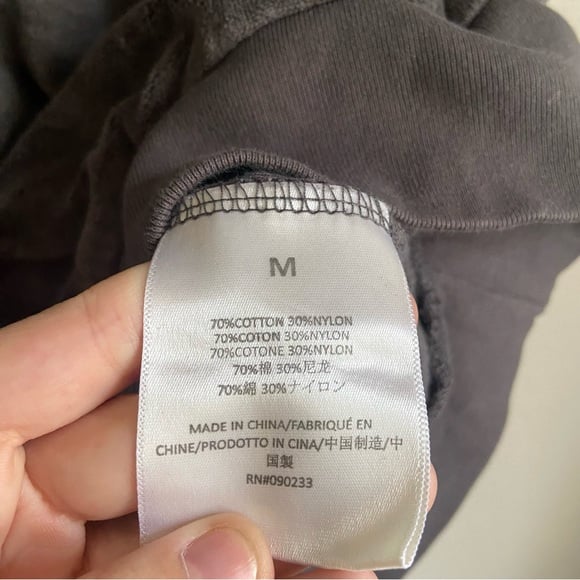 M
70%COTTON 30%NYLON
70%COTON 30%NYLON
70%COTONE 30%NYLON
70%棉 30%尼龙
70%綿 30%ナイロン
MADE IN CHINA/FABRIQUÉ EN
CHINE/PRODOTTO IN CINA/中国制造/中
国製
RN#090233